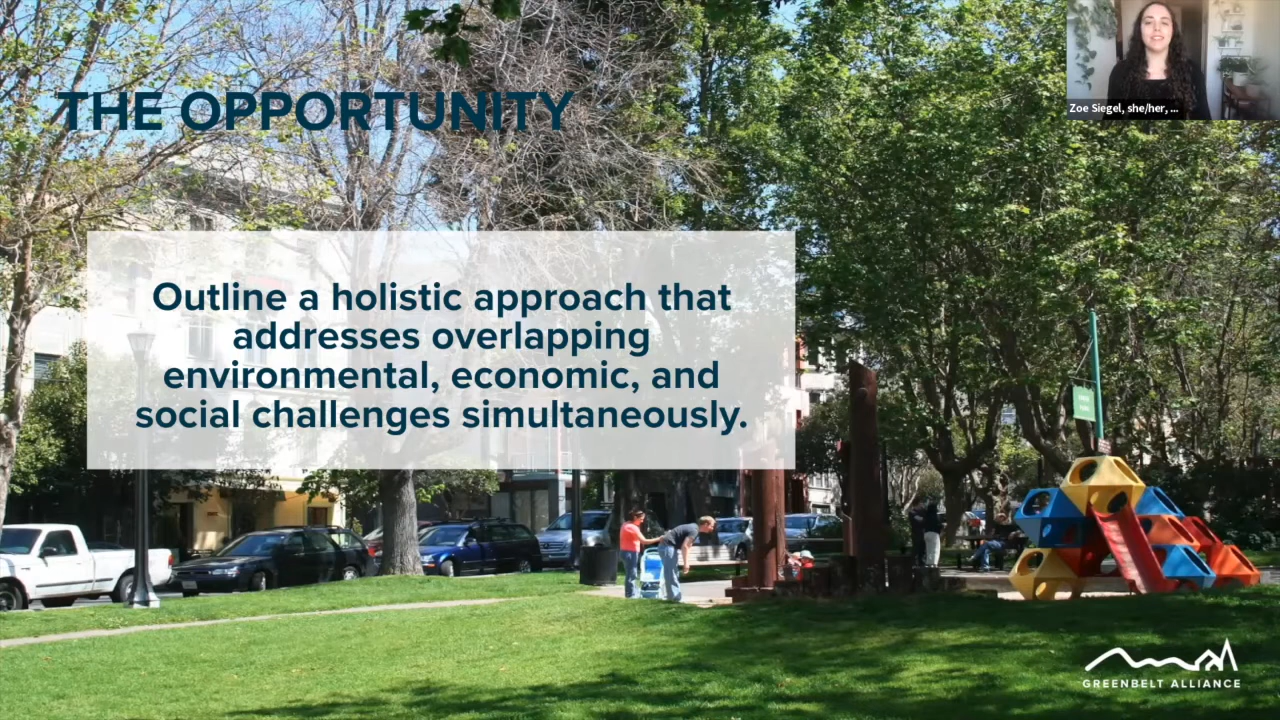 Zoe Siegel, she/her, ...
THE OPPORTUNITY
Outline a holistic approach that
addresses overlapping
environmental, economic, and
social challenges simultaneously.
GREENBELT ALLIANCE